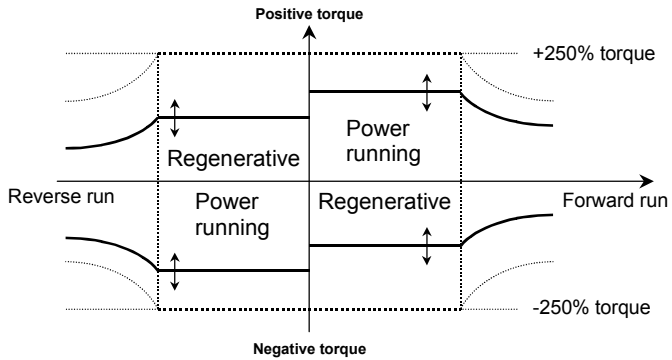 Positive torque
+250% torque
Power
running
Regenerative
Reverse run
Power
running
Regenerative
Forward run
-250% torque
Negative torque